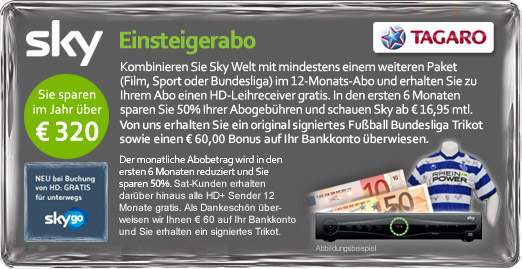 sky Einsteigerabo
TAGARO
Kombinieren Sie Sky Welt mit mindestens einem weiteren Paket
(Film, Sport oder Bundesliga) im 12-Monats-Abo und erhalten Sie zu
Ihrem Abo einen HD-Leihreceiver gratis. In den ersten 6 Monaten
sparen Sie 50% Ihrer Abogebühren und schauen Sky ab € 16,95 mtl.
Von uns erhalten Sie ein original signiertes Fußball Bundesliga Trikot
sowie einen € 60,00 Bonus auf Ihr Bankkonto überwiesen.
Sie sparen
im Jahr über
€ 320
Der monatliche Abobetrag wird in den
ersten 6 Monaten reduziert und Sie
sparen 50%. Sat-Kunden erhalten
darüber hinaus alle HD+ Sender 12
Monate gratis. Als Dankeschön über-
weisen wir Ihnen € 60 auf Ihr Bankkonto
und Sie erhalten ein signiertes Trikot.
NEU bei Buchung
von HD: GRATIS
für unterwegs
sky go
RHEIN
POWER
10
50
sky
Abbildungsbeispiel